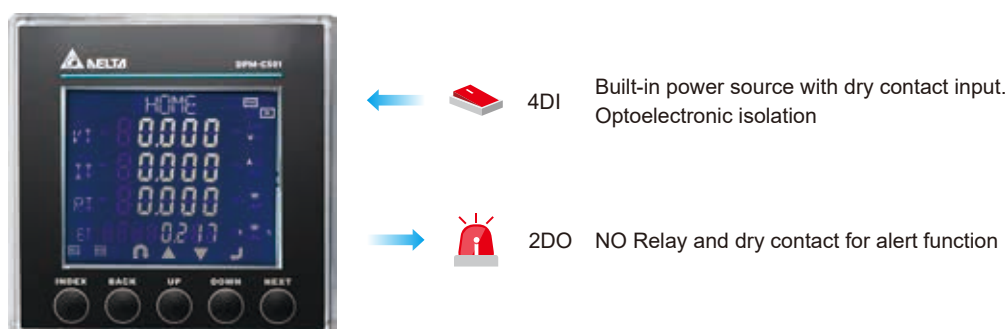 DELTA
DPM-C501
HOME
0.000
0.000
0.000
0.217
INDEX BACK UP DOWN NEXT
4DI
Built-in power source with dry contact input.
Optoelectronic isolation
2DO
NO Relay and dry contact for alert function